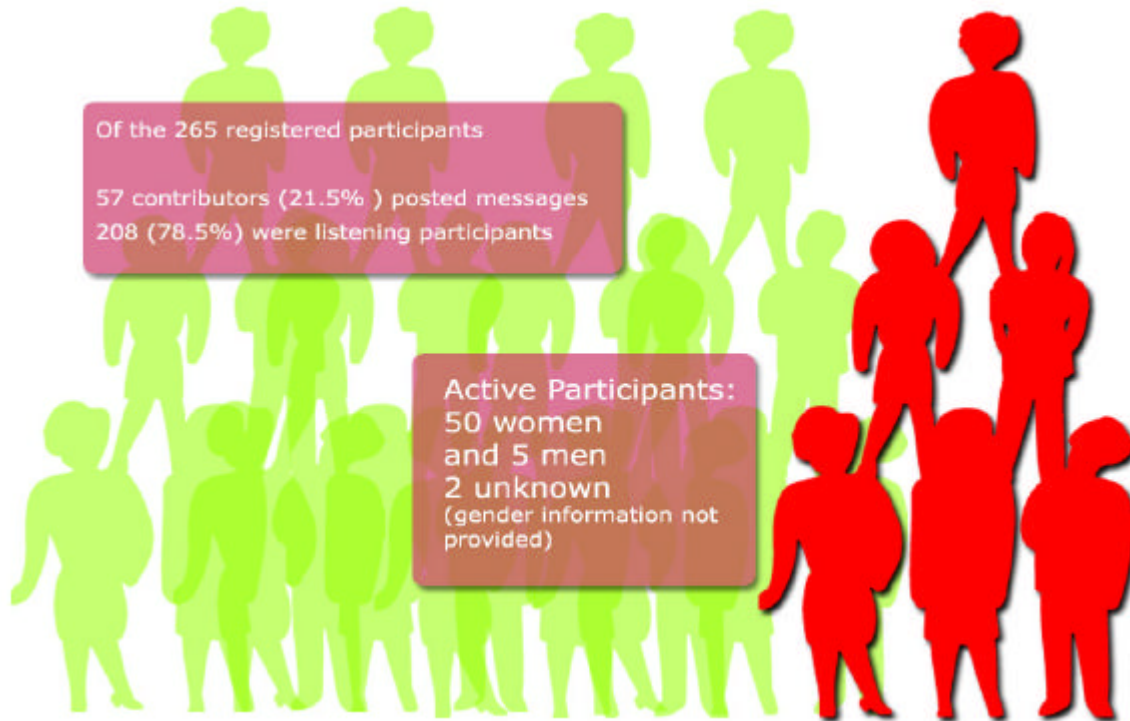 Of the 265 registered participants
57 contributors (21.5% ) posted messages
208 (78.5%) were listening participants
Active Participants:
50 women
and 5 men
2 unknown
(gender information not
provided)